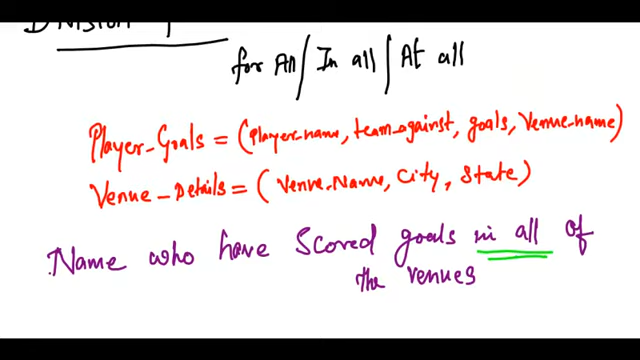 for All / In all / At all
Player_Goals = (Player_name, team_against, goals, Venue_name)
Venue_Details = ( Venue_Name, City, State)
Name who have Scored goals in all of
the venues